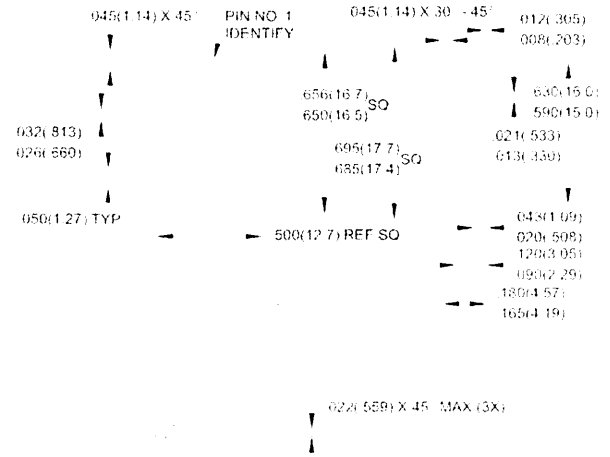 .045(1.14) X 45°
PIN NO. 1
IDENTIFY
.045(1.14) X 30° - 45°
.012(.305)
.008(.203)
.656(16.7)
.650(16.5)
SQ
.630(16.0)
.590(15.0)
.032(.813)
.026(.660)
.695(17.7)
.685(17.4)
SQ
.021(.533)
.013(.330)
.050(1.27) TYP
.500(12.7) REF SQ
.043(1.09)
.020(.508)
.120(3.05)
.090(2.29)
.180(4.57)
.165(4.19)
.022(.559) X 45° MAX (3X)